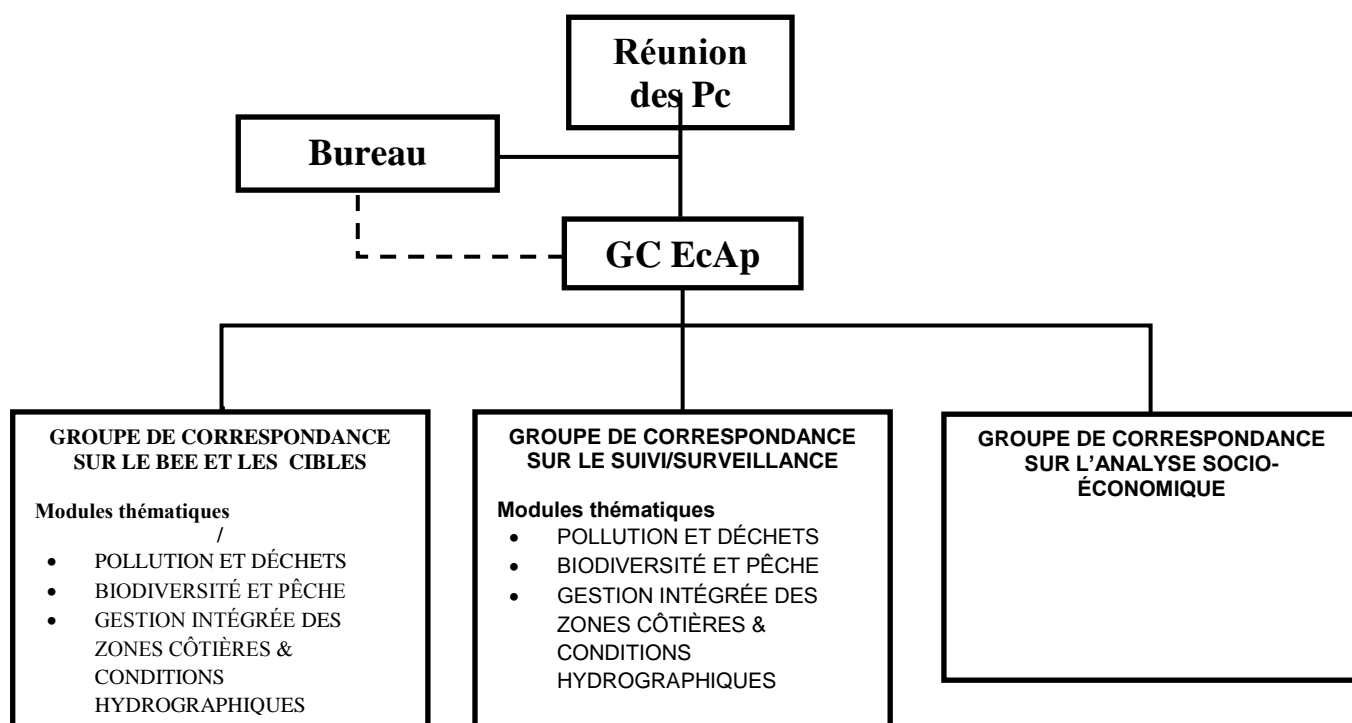 Réunion
des Pc
Bureau
GC EcAp
GROUPE DE CORRESPONDANCE
SUR LE BEE ET LES CIBLES
Modules thématiques
/
• POLLUTION ET DÉCHETS
• BIODIVERSITÉ ET PÊCHE
• GESTION INTÉGRÉE DES
ZONES CÔTIÈRES &
CONDITIONS
HYDROGRAPHIQUES
GROUPE DE CORRESPONDANCE
SUR LE SUIVI/SURVEILLANCE
Modules thématiques
• POLLUTION ET DÉCHETS
• BIODIVERSITÉ ET PÊCHE
• GESTION INTÉGRÉE DES
ZONES CÔTIÈRES &
CONDITIONS
HYDROGRAPHIQUES
GROUPE DE CORRESPONDANCE
SUR L'ANALYSE SOCIO-
ÉCONOMIQUE